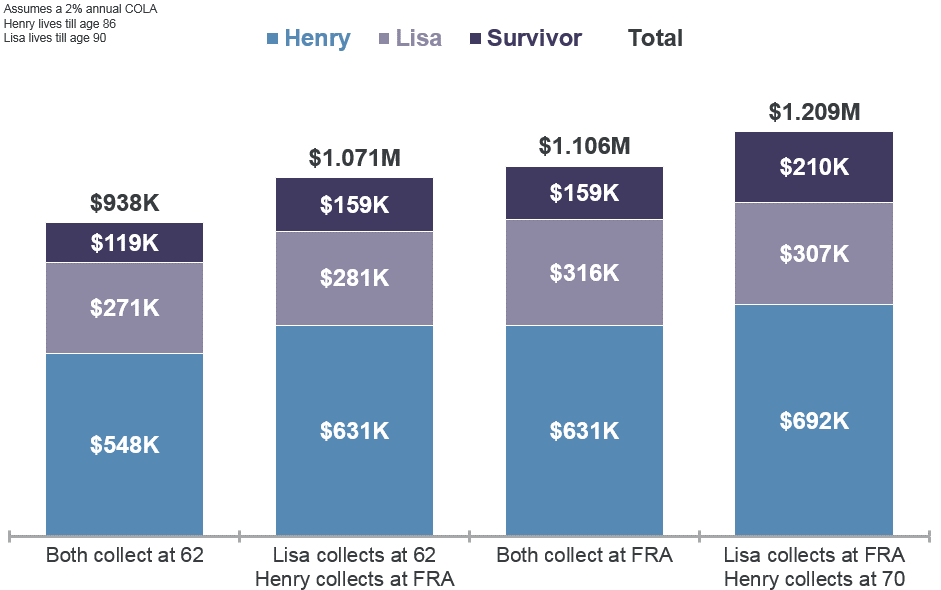 Assumes a 2% annual COLA
Henry lives till age 86
Lisa lives till age 90
Henry Lisa Survivor Total
$938K
$119K
$271K
$548K
$1.071M
$159K
$281K
$631K
$1.106M
$159K
$316K
$631K
$1.209M
$210K
$307K
$692K
Both collect at 62
Lisa collects at 62
Henry collects at FRA
Both collect at FRA
Lisa collects at FRA
Henry collects at 70